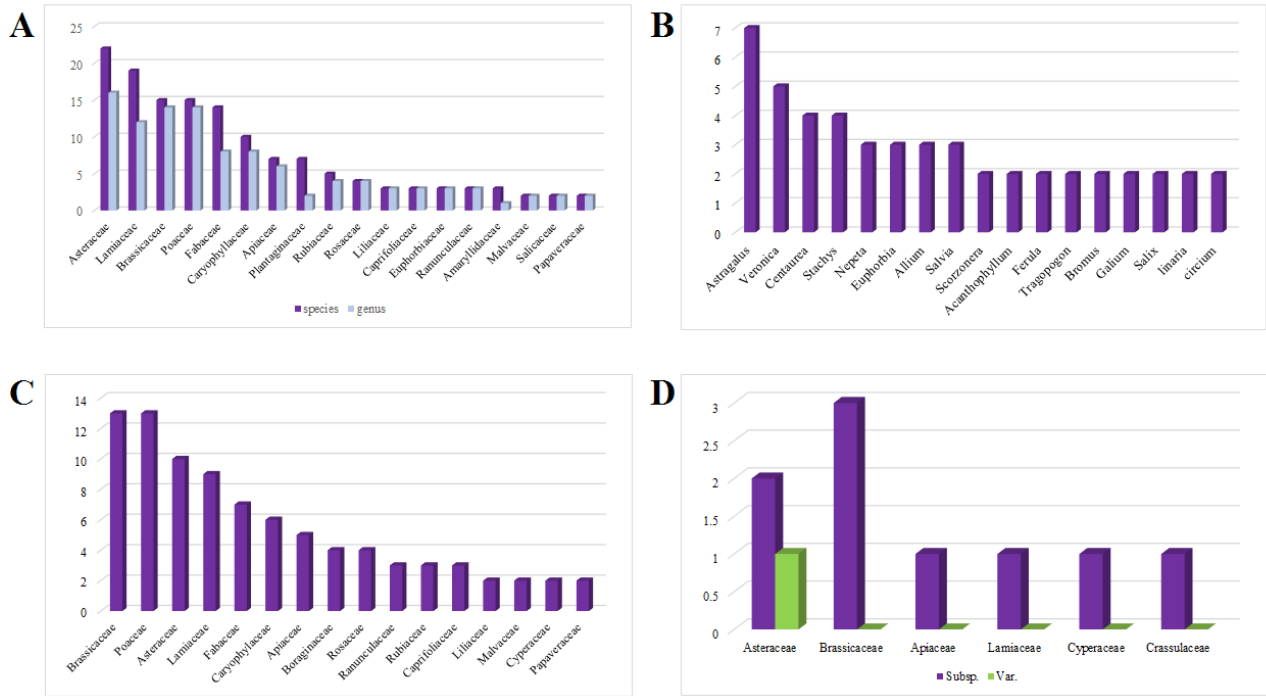 A
25
20
15
10
5
0
Asteraceae
Lamiaceae
Brassicaceae
Poaceae
Fabaceae
Caryophyllaceae
Apiaceae
Plantaginaceae
Rubiaceae
Rosaceae
Liliaceae
Caprifoliaceae
Euphorbiaceae
Ranunculaceae
Amaryllidaceae
Malvaceae
Salicaceae
Papaveraceae
species genus
B
7
6
5
4
3
2
1
0
Astragalus
Veronica
Centaurea
Stachys
Nepeta
Euphorbia
Allium
Salvia
Scorzonera
Acanthophyllum
Ferula
Tragopogon
Bromus
Galium
Salix
linaria
circium
C
14
12
10
8
6
4
2
0
Brassicaceae
Poaceae
Asteraceae
Lamiaceae
Fabaceae
Caryophylaceae
Apiaceae
Boraginaceae
Rosaceae
Ranunculaceae
Rubiaceae
Caprifoliaceae
Liliaceae
Malvaceae
Cyperaceae
Papaveraceae
D
3
2.5
2
1.5
1
0.5
0
Asteraceae Brassicaceae Apiaceae Lamiaceae Cyperaceae Crassulaceae
Subsp. Var.